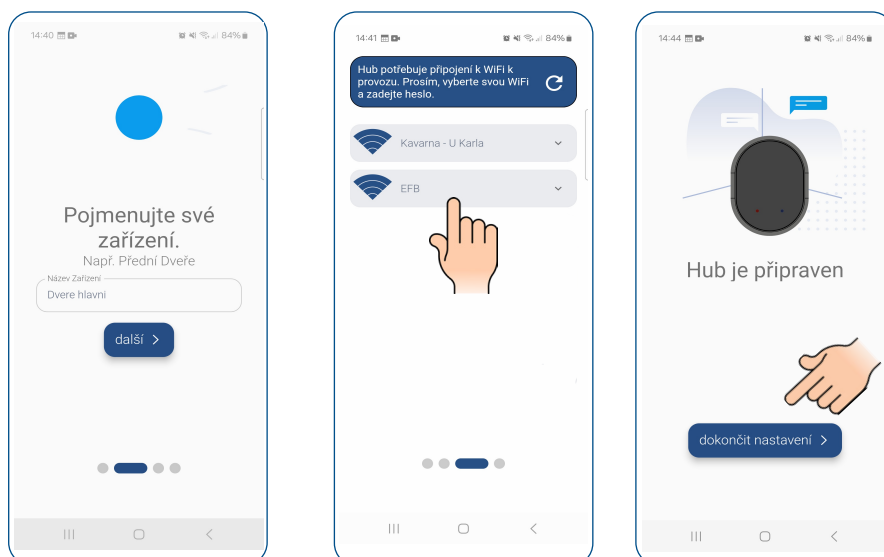 14:40
84%
Pojmenujte své
zařízení.
Např. Přední Dveře
Název Zařízení
Dvere hlavni
další >
14:41
84%
Hub potřebuje připojení k WiFi k
provozu. Prosím, vyberte svou WiFi
a zadejte heslo.
Kavarna - U Karla
EFB
14:44
84%
Hub je připraven
dokončit nastavení >